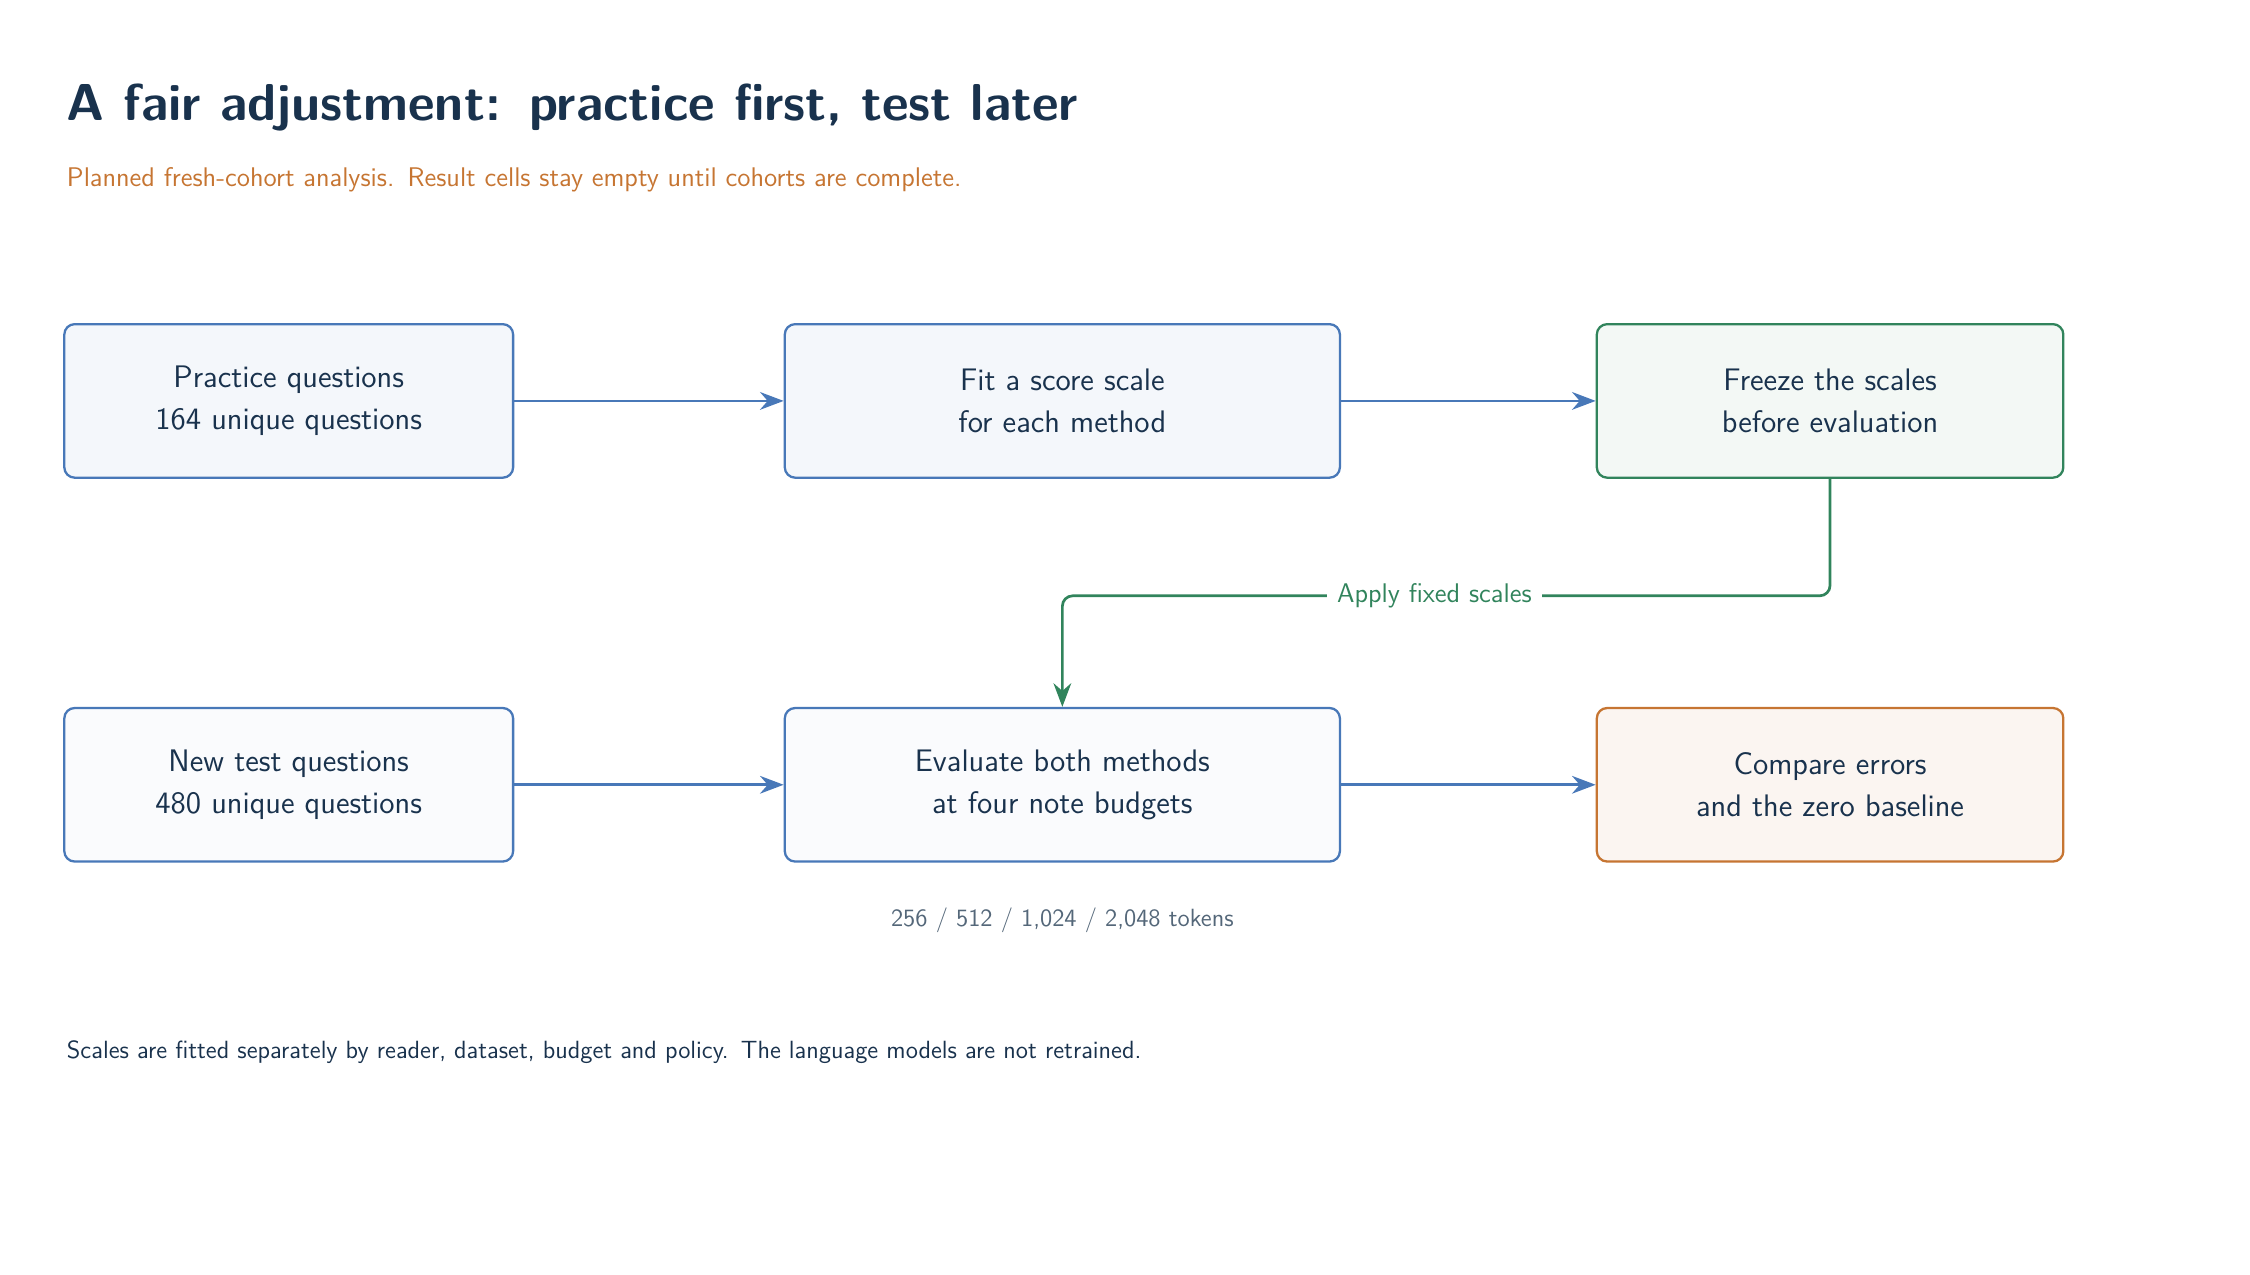 A fair adjustment: practice first, test later
Planned fresh-cohort analysis. Result cells stay empty until cohorts are complete.
Practice questions
164 unique questions
Fit a score scale
for each method
Freeze the scales
before evaluation
Apply fixed scales
New test questions
480 unique questions
Evaluate both methods
at four note budgets
Compare errors
and the zero baseline
256 / 512 / 1,024 / 2,048 tokens
Scales are fitted separately by reader, dataset, budget and policy. The language models are not retrained.